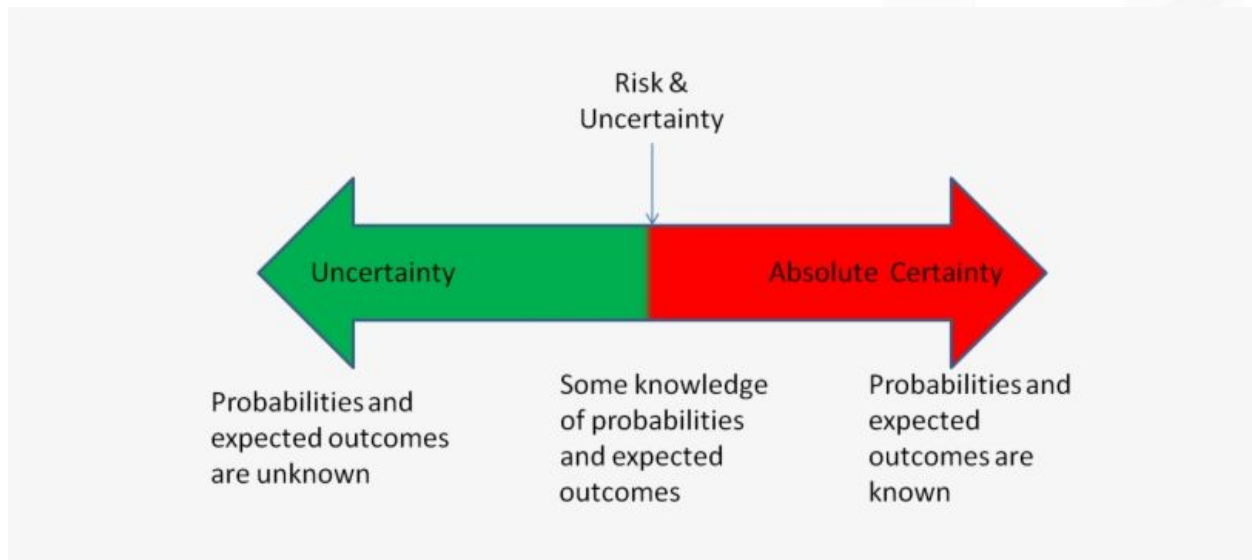 Risk &
Uncertainty
Uncertainty
Absolute Certainty
Probabilities and
expected outcomes
are unknown
Some knowledge
of probabilities
and expected
outcomes
Probabilities and
expected
outcomes are
known